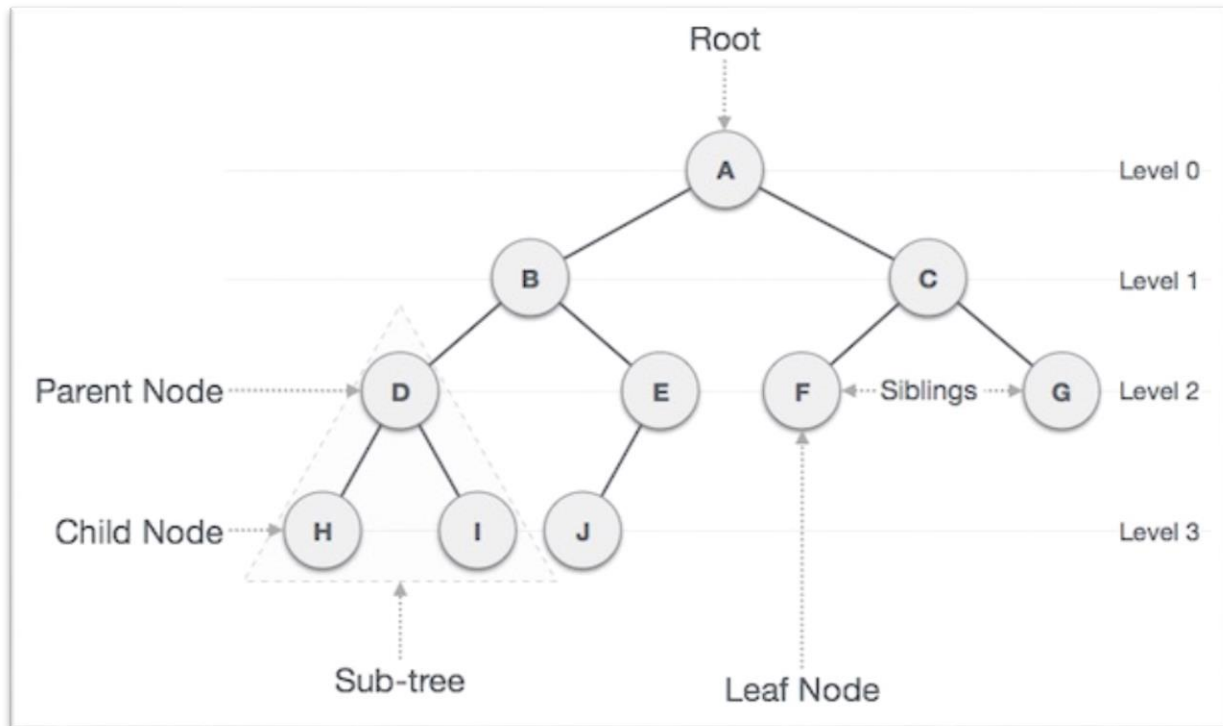 Root
A
Level 0
B
C
Level 1
Parent Node
D
E
F
Siblings
G
Level 2
Child Node
H
I
J
Level 3
Sub-tree
Leaf Node